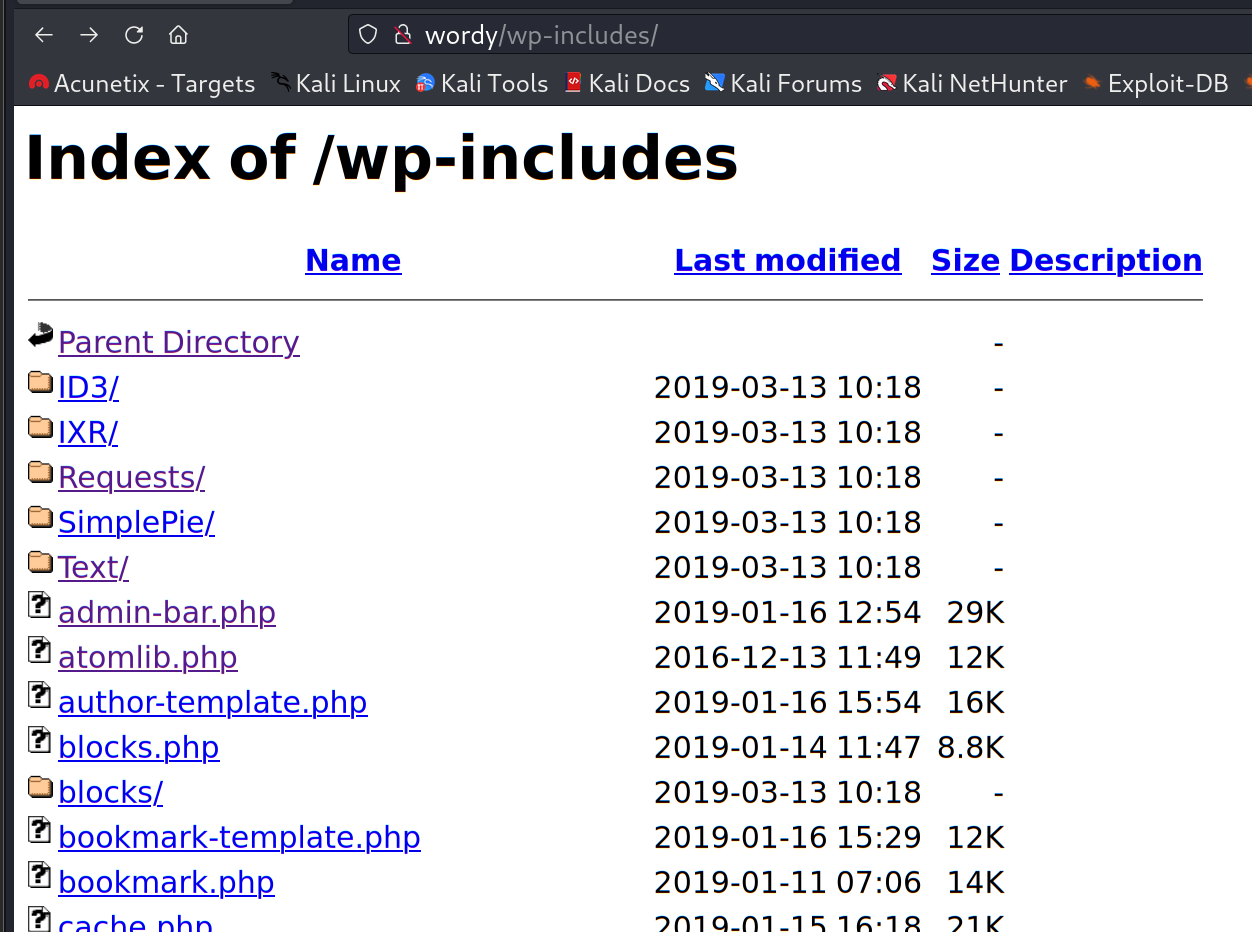 wordy/wp-includes/
Acunetix - Targets Kali Linux Kali Tools Kali Docs Kali Forums Kali NetHunter Exploit-DB
Index of /wp-includes
Name Last modified Size Description
Parent Directory -
ID3/ 2019-03-13 10:18 -
IXR/ 2019-03-13 10:18 -
Requests/ 2019-03-13 10:18 -
SimplePie/ 2019-03-13 10:18 -
Text/ 2019-03-13 10:18 -
admin-bar.php 2019-01-16 12:54 29K
atomlib.php 2016-12-13 11:49 12K
author-template.php 2019-01-16 15:54 16K
blocks.php 2019-01-14 11:47 8.8K
blocks/ 2019-03-13 10:18 -
bookmark-template.php 2019-01-16 15:29 12K
bookmark.php 2019-01-11 07:06 14K
cache.php 2019-01-15 16:18 21K